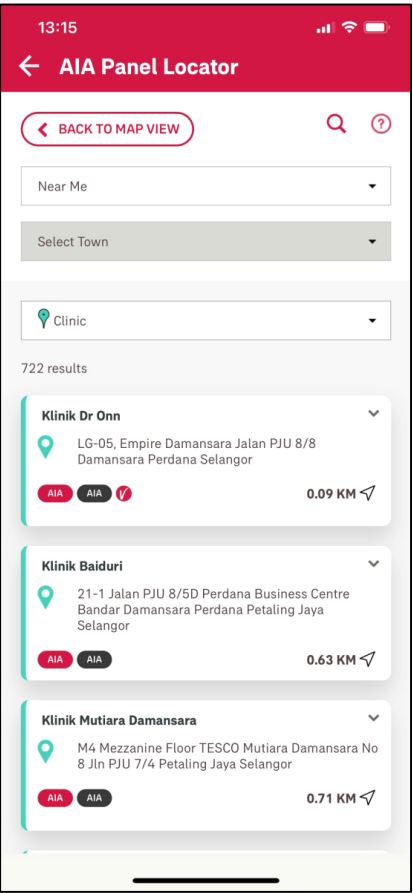 13:15
AIA Panel Locator
BACK TO MAP VIEW
?
Near Me
Select Town
Clinic
722 results
Klinik Dr Onn
LG-05, Empire Damansara Jalan PJU 8/8
Damansara Perdana Selangor
AIA AIA 0.09 KM
Klinik Baiduri
21-1 Jalan PJU 8/5D Perdana Business Centre
Bandar Damansara Perdana Petaling Jaya
Selangor
AIA AIA 0.63 KM
Klinik Mutiara Damansara
M4 Mezzanine Floor TESCO Mutiara Damansara No
8 Jln PJU 7/4 Petaling Jaya Selangor
AIA AIA 0.71 KM